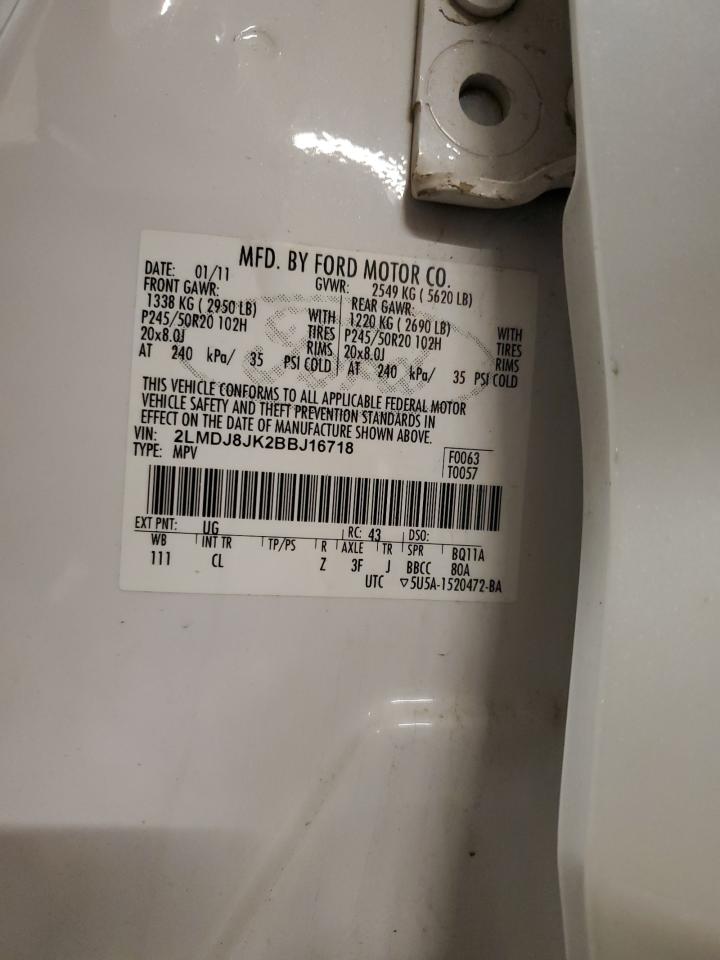 MFD. BY FORD MOTOR CO.
DATE: 01/11 GVWR: 2549 KG ( 5620 LB)
FRONT GAWR: REAR GAWR:
1338 KG ( 2950 LB) WITH 1220 KG ( 2690 LB) WITH
P245/50R20 102H TIRES P245/50R20 102H TIRES
20x8.0J RIMS 20x8.0J RIMS
AT 240 kPa/ 35 PSI COLD AT 240 kPa/ 35 PSI COLD
THIS VEHICLE CONFORMS TO ALL APPLICABLE FEDERAL MOTOR
VEHICLE SAFETY AND THEFT PREVENTION STANDARDS IN
EFFECT ON THE DATE OF MANUFACTURE SHOWN ABOVE.
VIN: 2LMDJ8JK2BBJ16718 F0063
TYPE: MPV T0057
EXT PNT: UG RC: 43 DSO:
WB INT TR TP/PS R AXLE TR SPR BQ11A
111 CL Z 3F J BBCC 80A
UTC ▽5U5A-1520472-BA
Ford